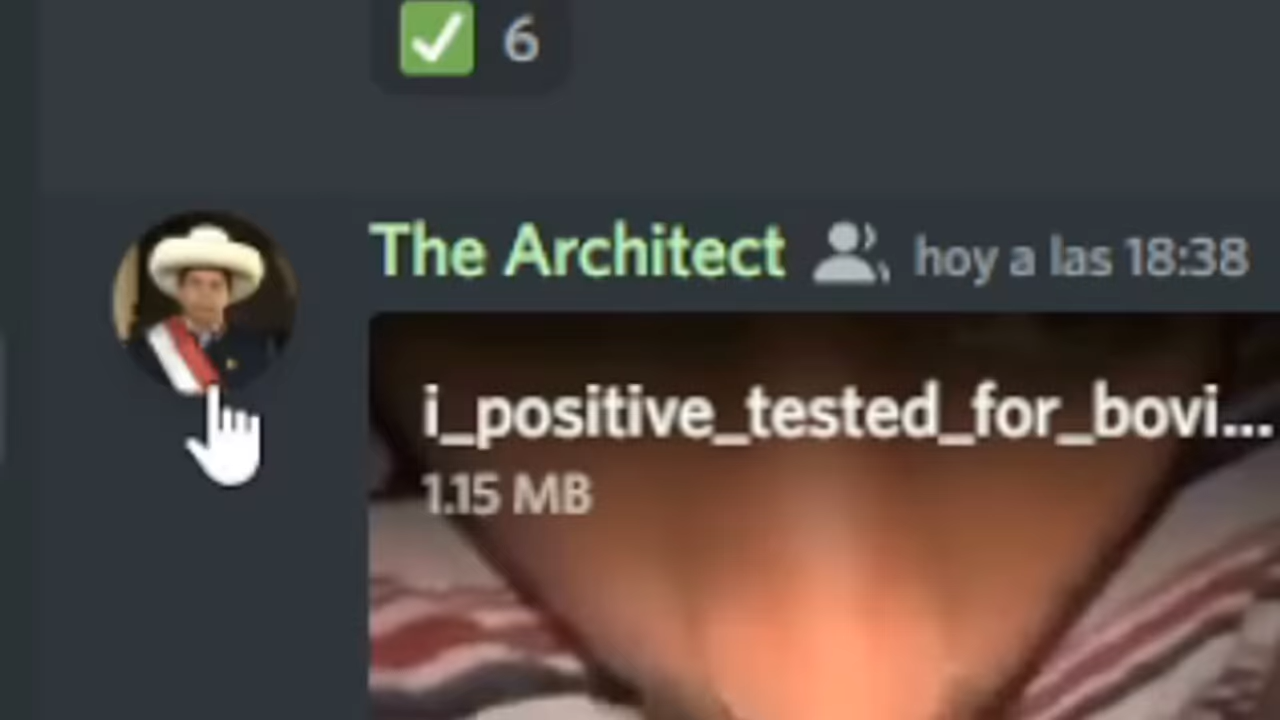 6
The Architect hoy a las 18:38
i_positive_tested_for_bovi...
1.15 MB